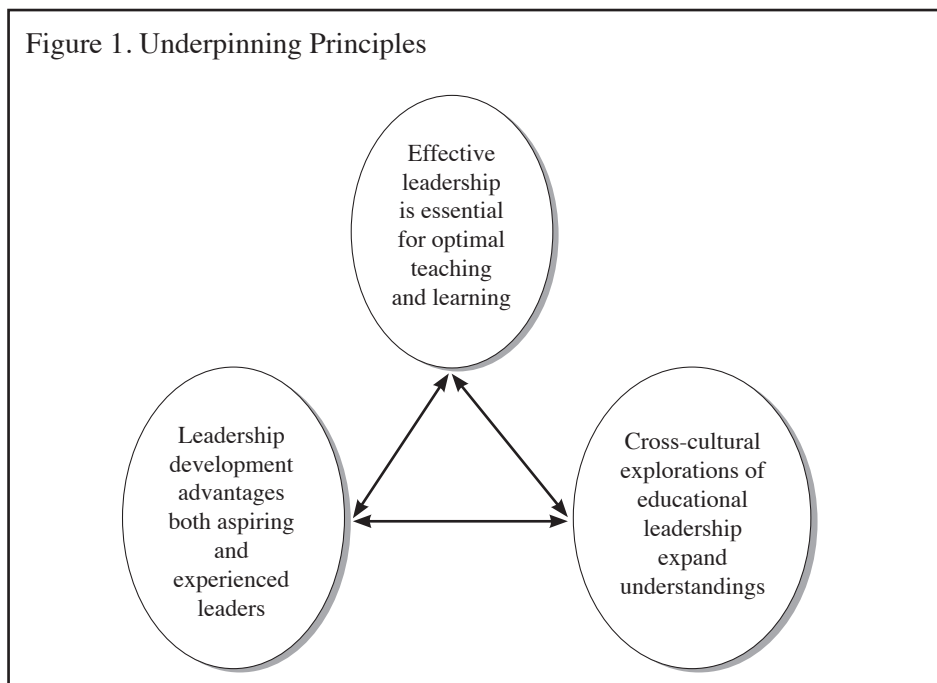 Figure 1. Underpinning Principles
Effective
leadership
is essential
for optimal
teaching
and learning
Leadership
development
advantages
both aspiring
and
experienced
leaders
Cross-cultural
explorations of
educational
leadership
expand
understandings